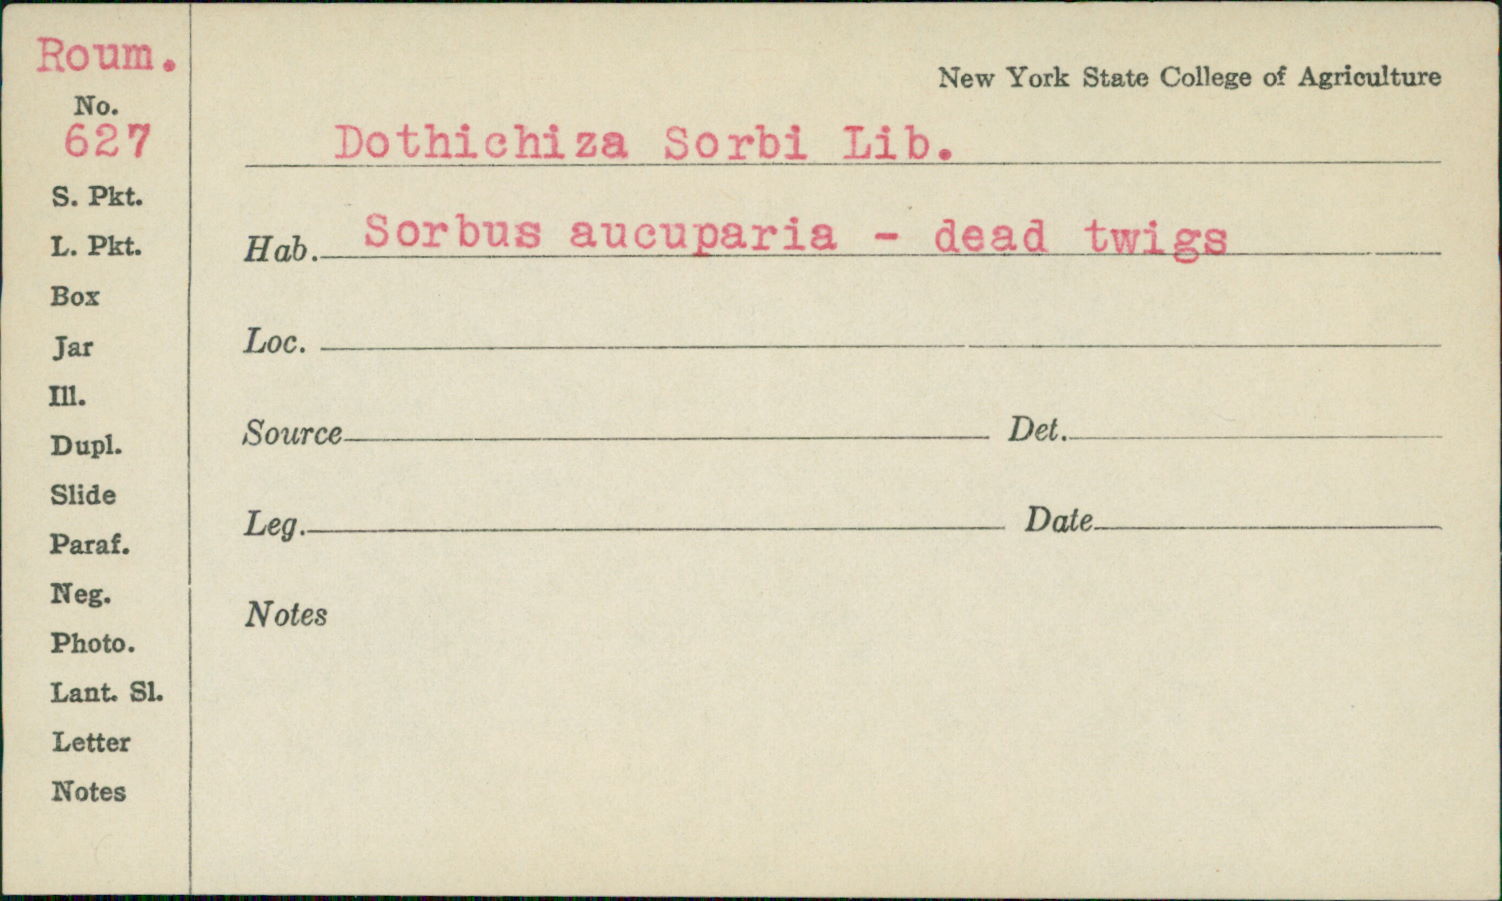 Roum.
No.
627
S. Pkt.
L. Pkt.
Box
Jar
Ill.
Dupl.
Slide
Paraf.
Neg.
Photo.
Lant. Sl.
Letter
Notes
New York State College of Agriculture
Dothichiza Sorbi Lib.
Hab. Sorbus aucuparia - dead twigs
Loc.
Source Det.
Leg. Date
Notes